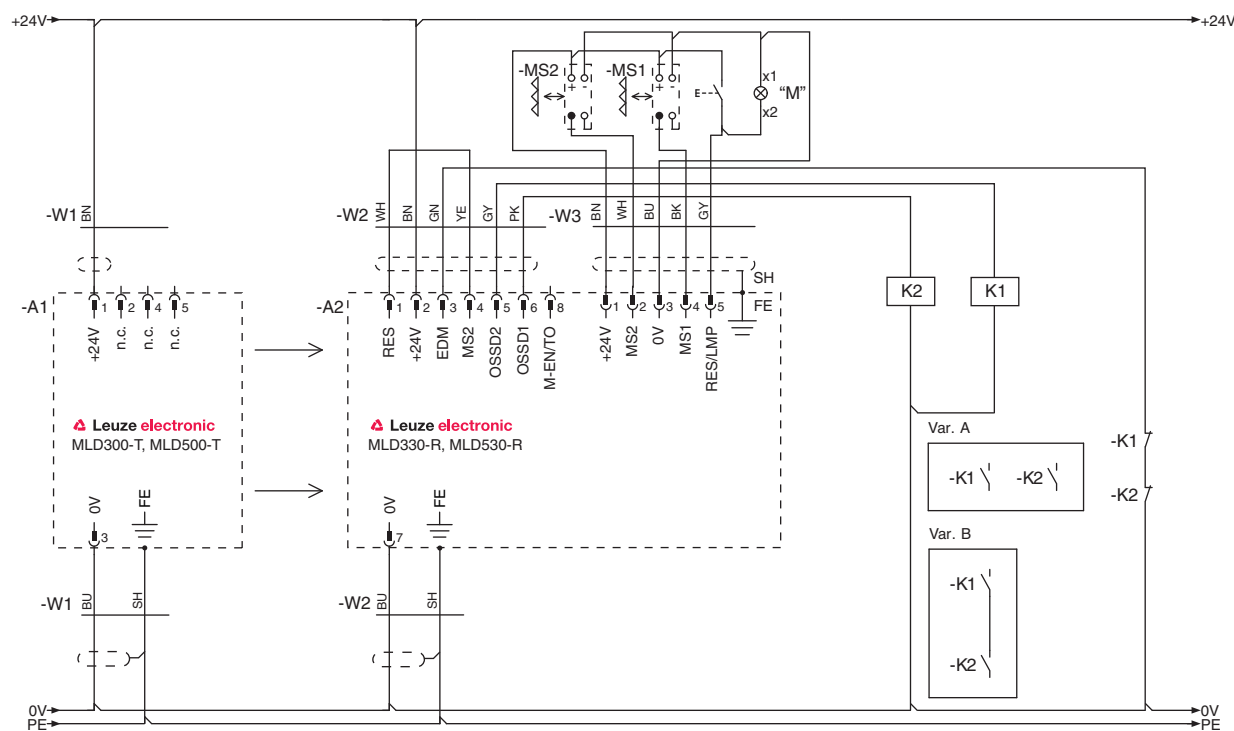 +24V
+24V
-MS2
-MS1
+ -
+ -
E
x1
"M"
x2
-W1
BN
-W2
WH
BN
GN
YE
GY
PK
-W3
BN
WH
BU
BK
GY
SH
K2
K1
-A1
1
2
4
5
+24V
n.c.
n.c.
n.c.
-A2
1
2
3
4
5
6
8
RES
+24V
EDM
MS2
OSSD2
OSSD1
M-EN/TO
1
2
3
4
5
FE
+24V
MS2
0V
MS1
RES/LMP
Leuze electronic
MLD300-T, MLD500-T
Leuze electronic
MLD330-R, MLD530-R
Var. A
-K1
-K2
-K1
-K2
0V
FE
3
0V
FE
7
Var. B
-K1
-K2
-W1
BU
SH
-W2
BU
SH
0V
PE
0V
PE